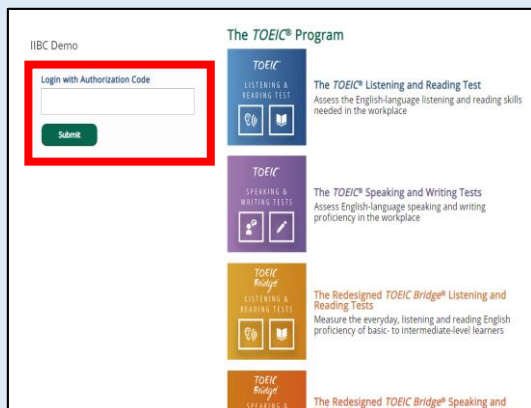 IIBC Demo
Login with Authorization Code
Submit
The TOEIC® Program
TOEIC
LISTENING &
READING TEST
The TOEIC® Listening and Reading Test
Assess the English-language listening and reading skills
needed in the workplace
TOEIC
SPEAKING &
WRITING TESTS
The TOEIC® Speaking and Writing Tests
Assess English-language speaking and writing
proficiency in the workplace
TOEIC
Bridge
LISTENING &
READING TESTS
The Redesigned TOEIC Bridge® Listening and
Reading Tests
Measure the everyday, listening and reading English
proficiency of basic- to intermediate-level learners
TOEIC
Bridge
SPEAKING &
The Redesigned TOEIC Bridge® Speaking and